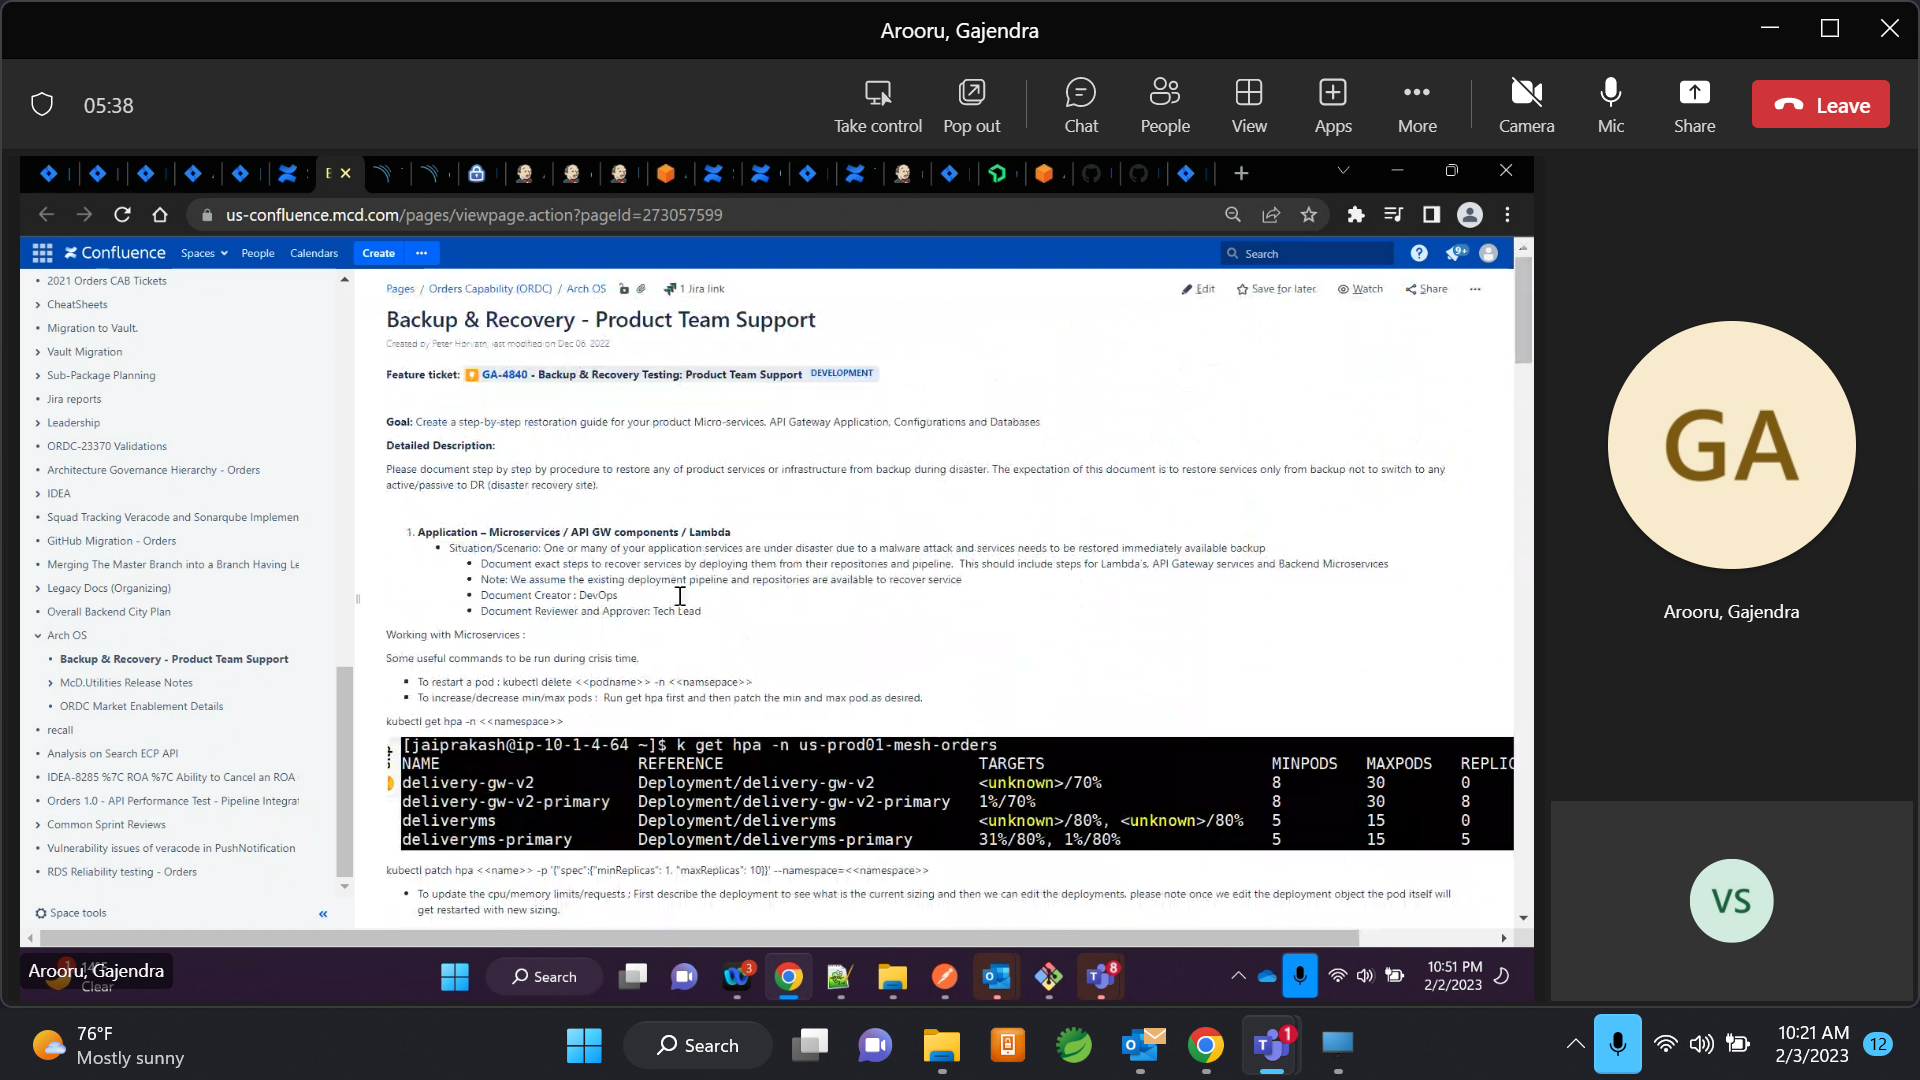 Arooru, Gajendra
05:38
Take control
Pop out
Chat
People
View
Apps
More
Camera
Mic
Share
Leave
us-confluence.mcd.com/pages/viewpage.action?pageId=273057599
Confluence
Spaces
People
Calendars
Create
Search
9+
2021 Orders CAB Tickets
CheatSheets
Migration to Vault.
Vault Migration
Sub-Package Planning
Jira reports
Leadership
ORDC-23370 Validations
Architecture Governance Hierarchy - Orders
IDEA
Squad Tracking Veracode and Sonarqube Implemen
GitHub Migration - Orders
Merging The Master Branch into a Branch Having Le
Legacy Docs (Organizing)
Overall Backend City Plan
Arch OS
Backup & Recovery - Product Team Support
McD.Utilities Release Notes
ORDC Market Enablement Details
recall
Analysis on Search ECP API
IDEA-8285 %7C ROA %7C Ability to Cancel an ROA
Orders 1.0 - API Performance Test - Pipeline Integrat
Common Sprint Reviews
Vulnerability issues of veracode in PushNotification
RDS Reliability testing - Orders
Space tools
Pages / Orders Capability (ORDC) / Arch OS
1 Jira link
Edit
Save for later
Watch
Share
Backup & Recovery - Product Team Support
Created by Peter Horvath, last modified on Dec 06, 2022
Feature ticket: GA-4840 - Backup & Recovery Testing: Product Team Support DEVELOPMENT
Goal: Create a step-by-step restoration guide for your product Micro-services, API Gateway Application, Configurations and Databases
Detailed Description:
Please document step by step by procedure to restore any of product services or infrastructure from backup during disaster. The expectation of this document is to restore services only from backup not to switch to any
active/passive to DR (disaster recovery site).
1. Application – Microservices / API GW components / Lambda
Situation/Scenario: One or many of your application services are under disaster due to a malware attack and services needs to be restored immediately available backup
Document exact steps to recover services by deploying them from their repositories and pipeline. This should include steps for Lambda's, API Gateway services and Backend Microservices
Note: We assume the existing deployment pipeline and repositories are available to recover service
Document Creator : DevOps
Document Reviewer and Approver: Tech Lead
Working with Microservices :
Some useful commands to be run during crisis time.
To restart a pod : kubectl delete <<podname>> -n <<namsepace>>
To increase/decrease min/max pods : Run get hpa first and then patch the min and max pod as desired.
kubectl get hpa -n <<namespace>>
[jaiprakash@ip-10-1-4-64 ~]$ k get hpa -n us-prod01-mesh-orders
NAME REFERENCE TARGETS MINPODS MAXPODS REPLIC
delivery-gw-v2 Deployment/delivery-gw-v2 <unknown>/70% 8 30 0
delivery-gw-v2-primary Deployment/delivery-gw-v2-primary 1%/70% 8 30 8
deliveryms Deployment/deliveryms <unknown>/80%, <unknown>/80% 5 15 0
deliveryms-primary Deployment/deliveryms-primary 31%/80%, 1%/80% 5 15 5
kubectl patch hpa <<name>> -p '{"spec":{"minReplicas": 1, "maxReplicas": 10}}' --namespace=<<namespace>>
To update the cpu/memory limits/requests : First describe the deployment to see what is the current sizing and then we can edit the deployments, please note once we edit the deployment object the pod itself will
get restarted with new sizing.
GA
Arooru, Gajendra
VS
Arooru, Gajendra
14°F
Clear
Search
3
8
10:51 PM
2/2/2023
76°F
Mostly sunny
Search
1
10:21 AM
2/3/2023
12